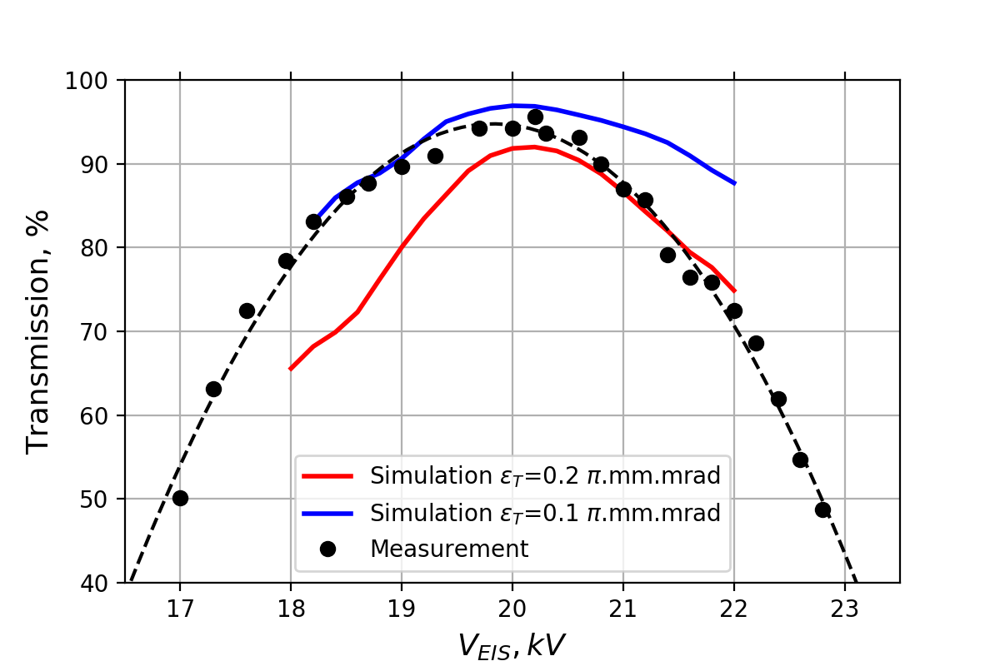 100
90
80
70
60
50
40
Transmission, %
Simulation ε_T=0.2 π.mm.mrad
Simulation ε_T=0.1 π.mm.mrad
Measurement
17 18 19 20 21 22 23
V_EIS, kV